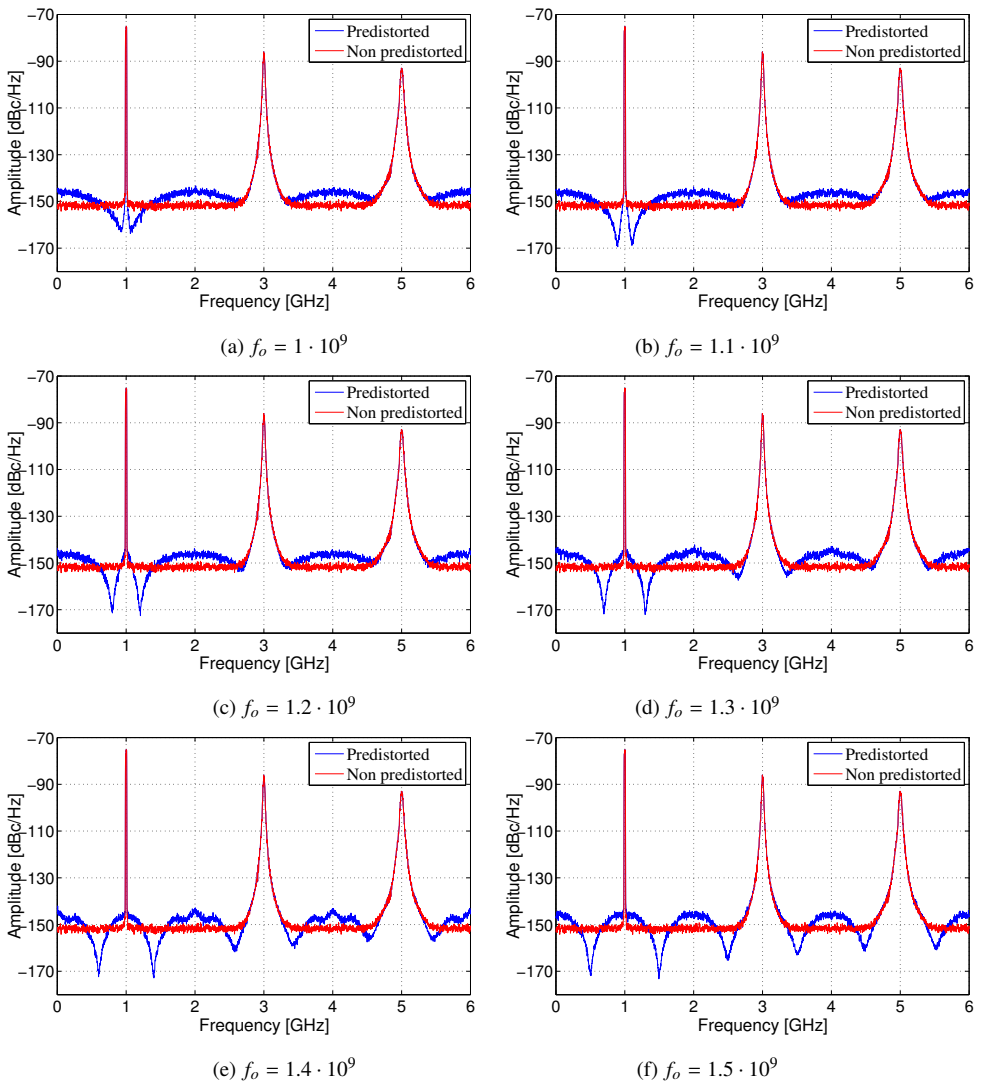 −70
−90
−110
−130
−150
−170
0 1 2 3 4 5 6
Amplitude [dBc/Hz]
Frequency [GHz]
Predistorted
Non predistorted
(a) f_o = 1 · 10^9
−70
−90
−110
−130
−150
−170
0 1 2 3 4 5 6
Amplitude [dBc/Hz]
Frequency [GHz]
Predistorted
Non predistorted
(b) f_o = 1.1 · 10^9
−70
−90
−110
−130
−150
−170
0 1 2 3 4 5 6
Amplitude [dBc/Hz]
Frequency [GHz]
Predistorted
Non predistorted
(c) f_o = 1.2 · 10^9
−70
−90
−110
−130
−150
−170
0 1 2 3 4 5 6
Amplitude [dBc/Hz]
Frequency [GHz]
Predistorted
Non predistorted
(d) f_o = 1.3 · 10^9
−70
−90
−110
−130
−150
−170
0 1 2 3 4 5 6
Amplitude [dBc/Hz]
Frequency [GHz]
Predistorted
Non predistorted
(e) f_o = 1.4 · 10^9
−70
−90
−110
−130
−150
−170
0 1 2 3 4 5 6
Amplitude [dBc/Hz]
Frequency [GHz]
Predistorted
Non predistorted
(f) f_o = 1.5 · 10^9